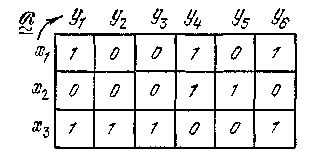 a y₁ y₂ y₃ y₄ y₅ y₆
x₁ 1 0 0 1 0 1
x₂ 0 0 0 1 1 0
x₃ 1 1 1 0 0 1